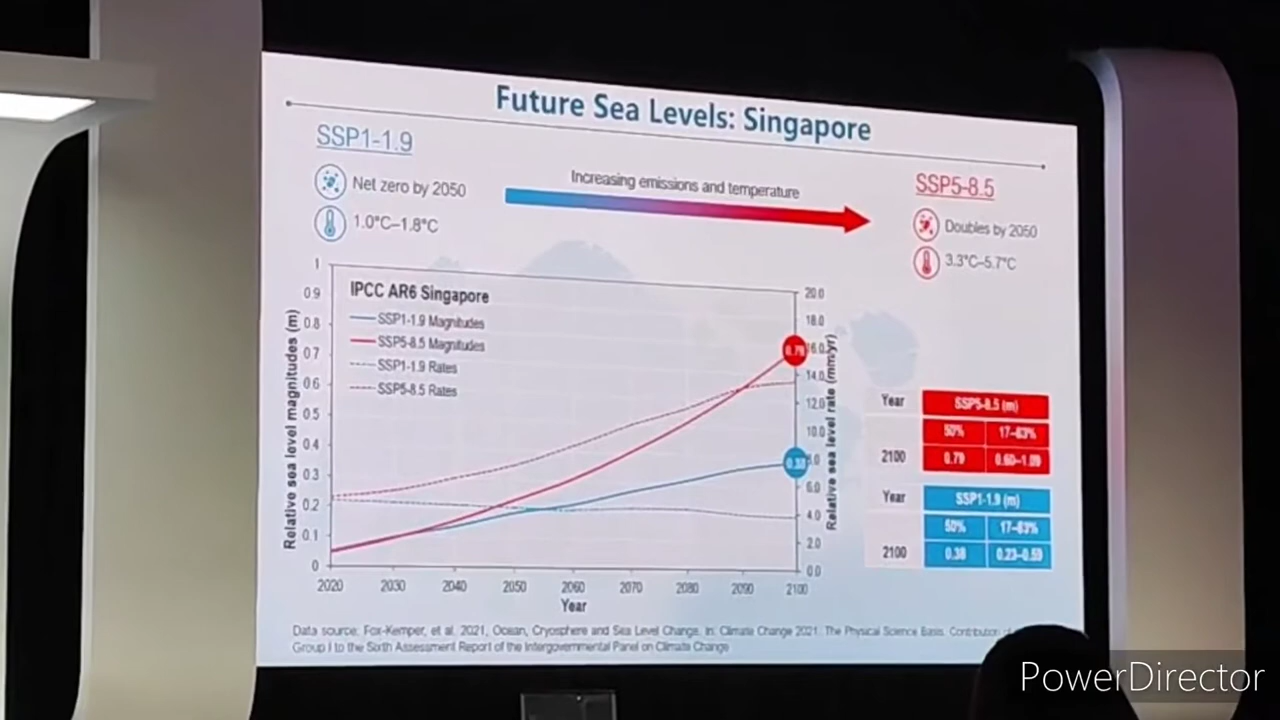 Future Sea Levels: Singapore
SSP1-1.9
Net zero by 2050
1.0°C–1.8°C
Increasing emissions and temperature
SSP5-8.5
Doubles by 2050
3.3°C–5.7°C
IPCC AR6 Singapore
SSP1-1.9 Magnitudes
SSP5-8.5 Magnitudes
SSP1-1.9 Rates
SSP5-8.5 Rates
Relative sea level magnitudes (m)
1
0.9
0.8
0.7
0.6
0.5
0.4
0.3
0.2
0.1
0
2020 2030 2040 2050 2060 2070 2080 2090 2100
Year
20.0
18.0
16.0
14.0
12.0
10.0
8.0
6.0
4.0
2.0
0.0
Relative sea level rate (mm/yr)
0.79
0.38
Year SSP5-8.5 (m)
50% 17–83%
2100 0.79 0.60–1.09
Year SSP1-1.9 (m)
50% 17–83%
2100 0.38 0.23–0.59
Data source: Fox-Kemper, et al. 2021, Ocean, Cryosphere and Sea Level Change. In: Climate Change 2021: The Physical Science Basis. Contribution
Group I to the Sixth Assessment Report of the Intergovernmental Panel on Climate Change
PowerDirector